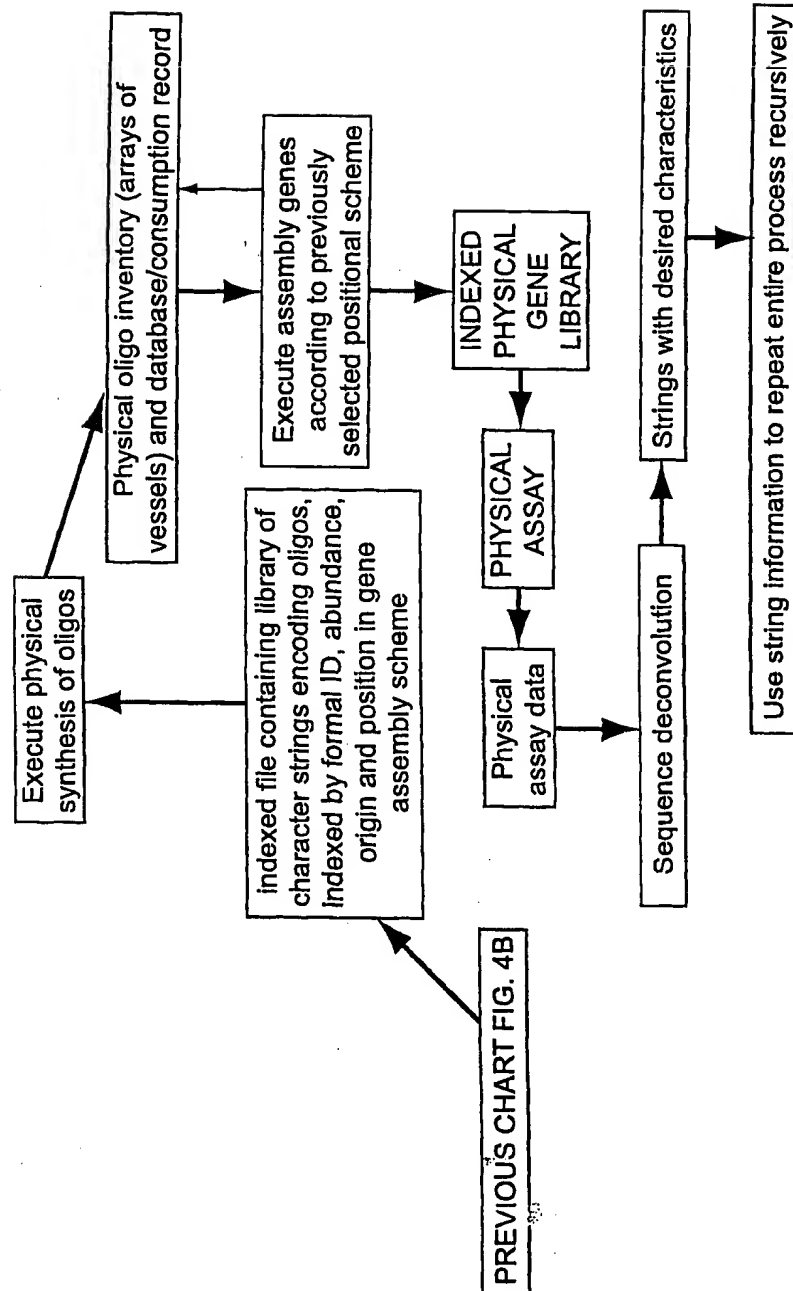 PREVIOUS CHART FIG. 4B
indexed file containing library of
character strings encoding oligos,
Indexed by formal ID, abundance,
origin and position in gene
assembly scheme
Execute physical
synthesis of oligos
Physical oligo inventory (arrays of
vessels) and database/consumption record
Execute assembly genes
according to previously
selected positional scheme
INDEXED
PHYSICAL
GENE
LIBRARY
PHYSICAL
ASSAY
Physical
assay data
Sequence deconvolution
Strings with desired characteristics
Use string information to repeat entire process recursively